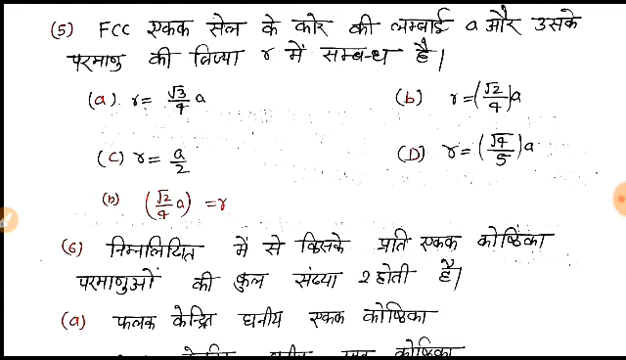 (5) FCC एकक सेल के कोर की लम्बाई a और उसके
परमाणु की त्रिज्या r में सम्बन्ध है।
(a). r = √3/4 a (b) r = (√2/4)a
(C) r = a/2 (D) r = (√4/5)a
(b) (√2/4 a) = r
(6) निम्नलिखित में से किसके प्रति एकक कोष्ठिका
परमाणुओं की कुल संख्या 2 होती है।
(a) फलक केन्द्रित घनीय एकक कोष्ठिका